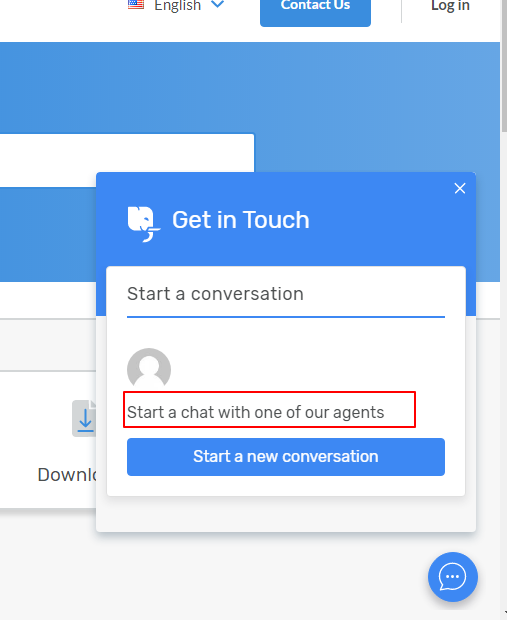 English
Contact Us
Log in
Get in Touch
Start a conversation
Start a chat with one of our agents
Start a new conversation